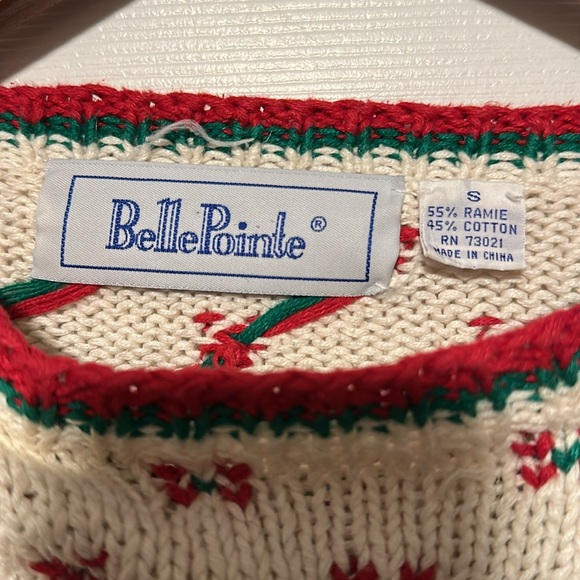 BellePointe®
S
55% RAMIE
45% COTTON
RN 73021
MADE IN CHINA